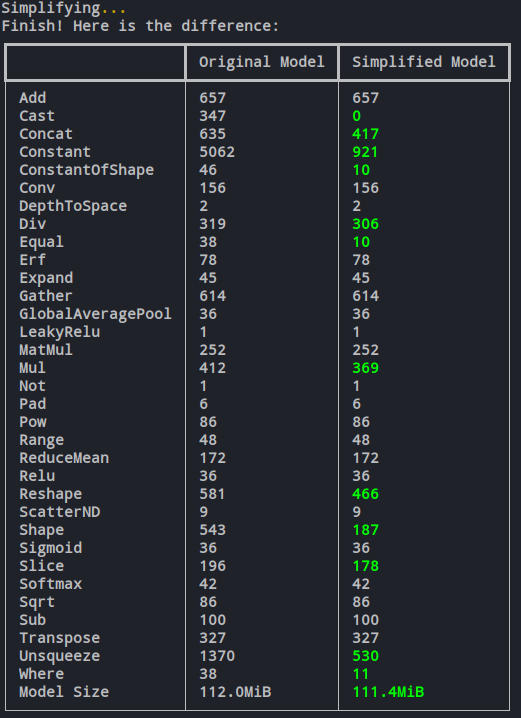 Simplifying...
Finish! Here is the difference:
Original Model Simplified Model
Add 657 657
Cast 347 0
Concat 635 417
Constant 5062 921
ConstantOfShape 46 10
Conv 156 156
DepthToSpace 2 2
Div 319 306
Equal 38 10
Erf 78 78
Expand 45 45
Gather 614 614
GlobalAveragePool 36 36
LeakyRelu 1 1
MatMul 252 252
Mul 412 369
Not 1 1
Pad 6 6
Pow 86 86
Range 48 48
ReduceMean 172 172
Relu 36 36
Reshape 581 466
ScatterND 9 9
Shape 543 187
Sigmoid 36 36
Slice 196 178
Softmax 42 42
Sqrt 86 86
Sub 100 100
Transpose 327 327
Unsqueeze 1370 530
Where 38 11
Model Size 112.0MiB 111.4MiB